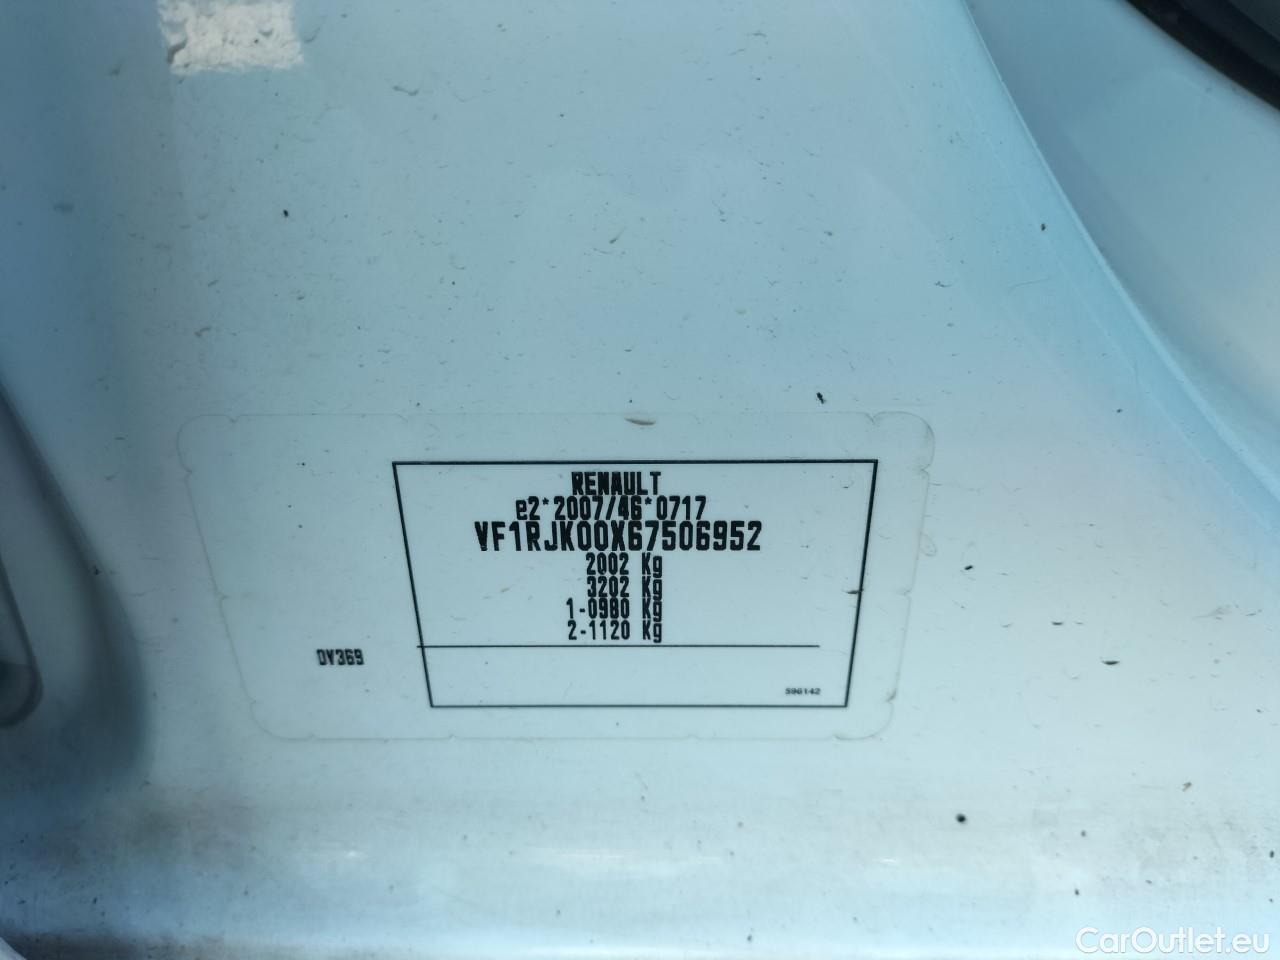 RENAULT
e2*2007/46*0717
VF1RJK00X67506952
2002 Kg
3202 Kg
1-0980 Kg
2-1120 Kg
DV369
596142
CarOutlet.eu